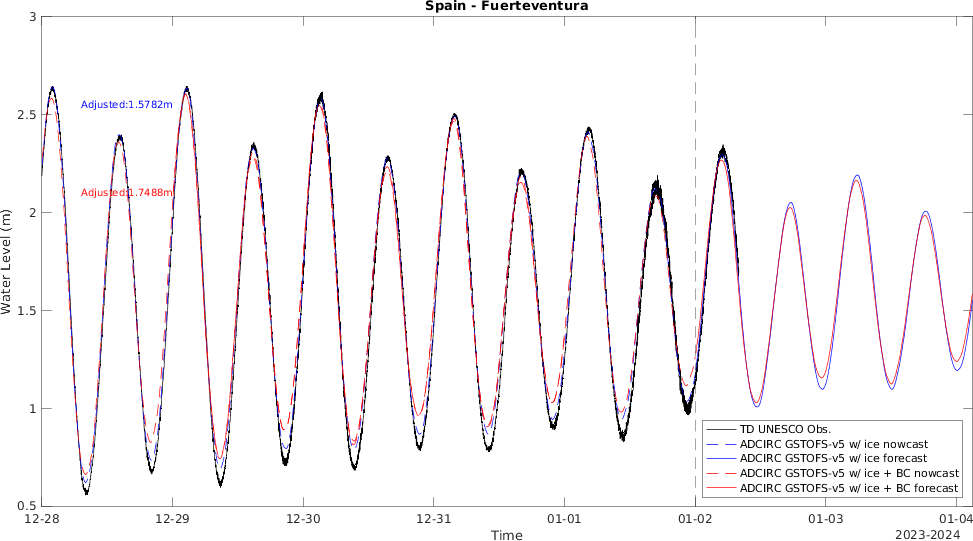 Spain - Fuerteventura
3
2.5
2
1.5
1
0.5
Water Level (m)
Adjusted:1.5782m
Adjusted:1.7488m
TD UNESCO Obs.
ADCIRC GSTOFS-v5 w/ ice nowcast
ADCIRC GSTOFS-v5 w/ ice forecast
ADCIRC GSTOFS-v5 w/ ice + BC nowcast
ADCIRC GSTOFS-v5 w/ ice + BC forecast
12-28 12-29 12-30 12-31 01-01 01-02 01-03 01-04
Time
2023-2024